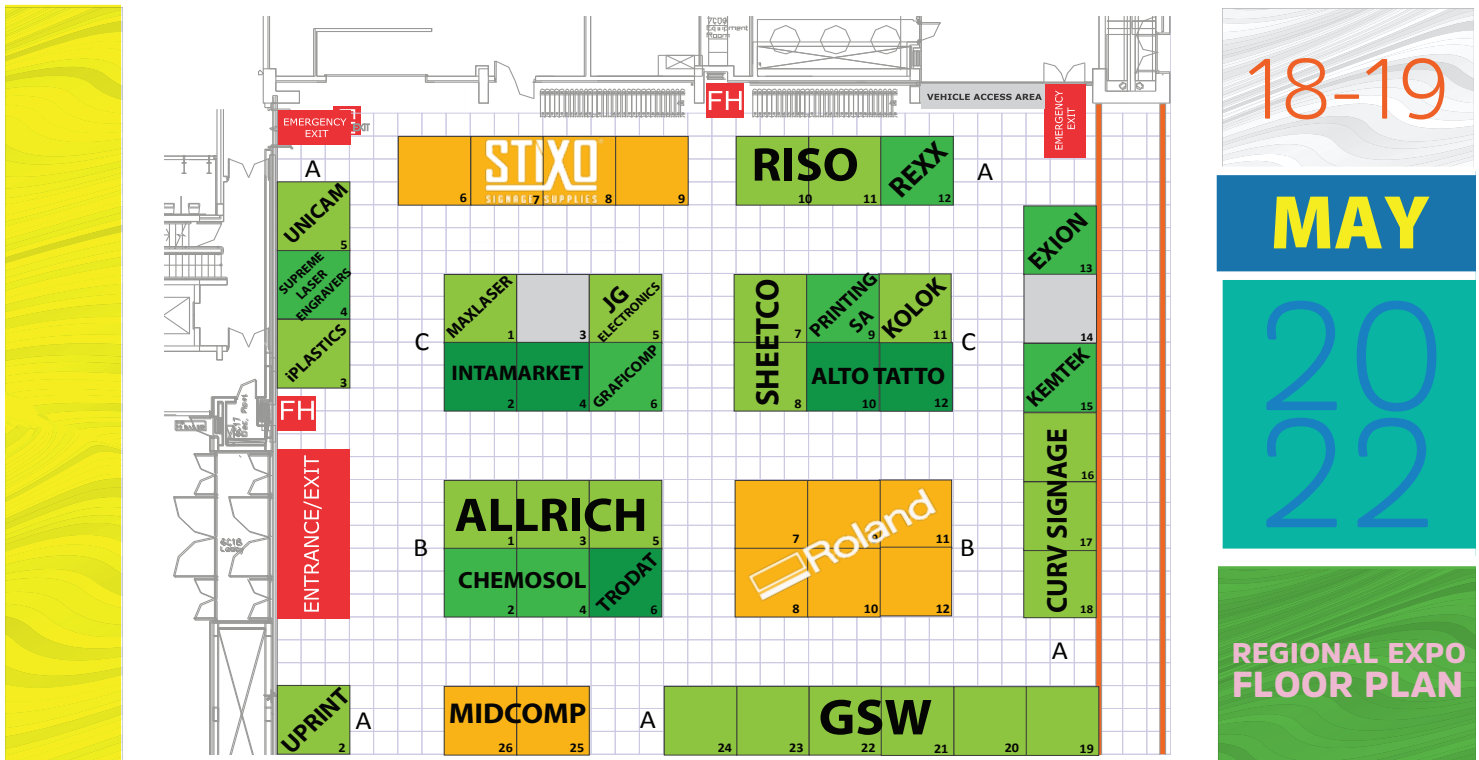 Equipment
Room
FH
VEHICLE ACCESS AREA
EMERGENCY
EXIT
EMERGENCY
EXIT
EXIT
A
STIXO
SIGNAGE SUPPLIES
6
7
8
9
RISO
10
11
REXX
12
A
UNICAM
5
SUPREME
LASER
ENGRAVERS
4
iPLASTICS
3
EXION
13
14
KEMTEK
15
CURV SIGNAGE
16
17
18
C
MAXLASER
1
3
JG
ELECTRONICS
5
INTAMARKET
2
4
GRAFICOMP
6
SHEETCO
7
8
PRINTING
SA
9
KOLOK
11
ALTO TATTO
10
12
C
FH
ENTRANCE/EXIT
B
ALLRICH
1
3
5
CHEMOSOL
2
4
TRODAT
6
Roland
7
11
8
10
12
B
A
UPRINT
2
A
MIDCOMP
26
25
A
GSW
24
23
22
21
20
19
18-19
MAY
20
22
REGIONAL EXPO
FLOOR PLAN